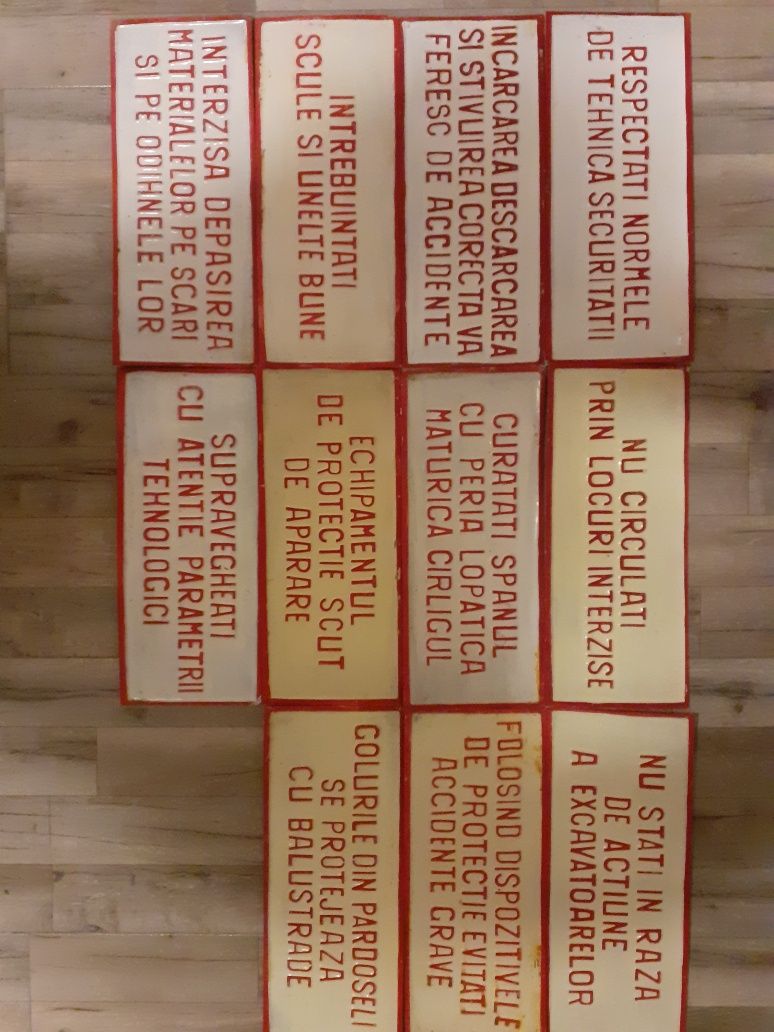 RESPECTATI NORMELE
DE TEHNICA SECURITATII
NU CIRCULATI
PRIN LOCURI INTERZISE
NU STATI IN RAZA
DE ACTIUNE
A EXCAVATOARELOR
INCARCAREA DESCARCAREA
SI STIVUIREA CORECTA VA
FERESC DE ACCIDENTE
CURATATI SPANUL
CU PERIA LOPATICA
MATURICA CIRLIGUL
FOLOSIND DISPOZITIVELE
DE PROTECTIE EVITATI
ACCIDENTE GRAVE
INTREBUINTATI
SCULE SI UNELTE BUNE
ECHIPAMENTUL
DE PROTECTIE SCUT
DE APARARE
GOLURILE DIN PARDOSELI
SE PROTEJEAZA
CU BALUSTRADE
INTERZISA DEPASIREA
MATERIALELOR PE SCARI
SI PE ODIHNELE LOR
SUPRAVEGHEATI
CU ATENTIE PARAMETRII
TEHNOLOGICI